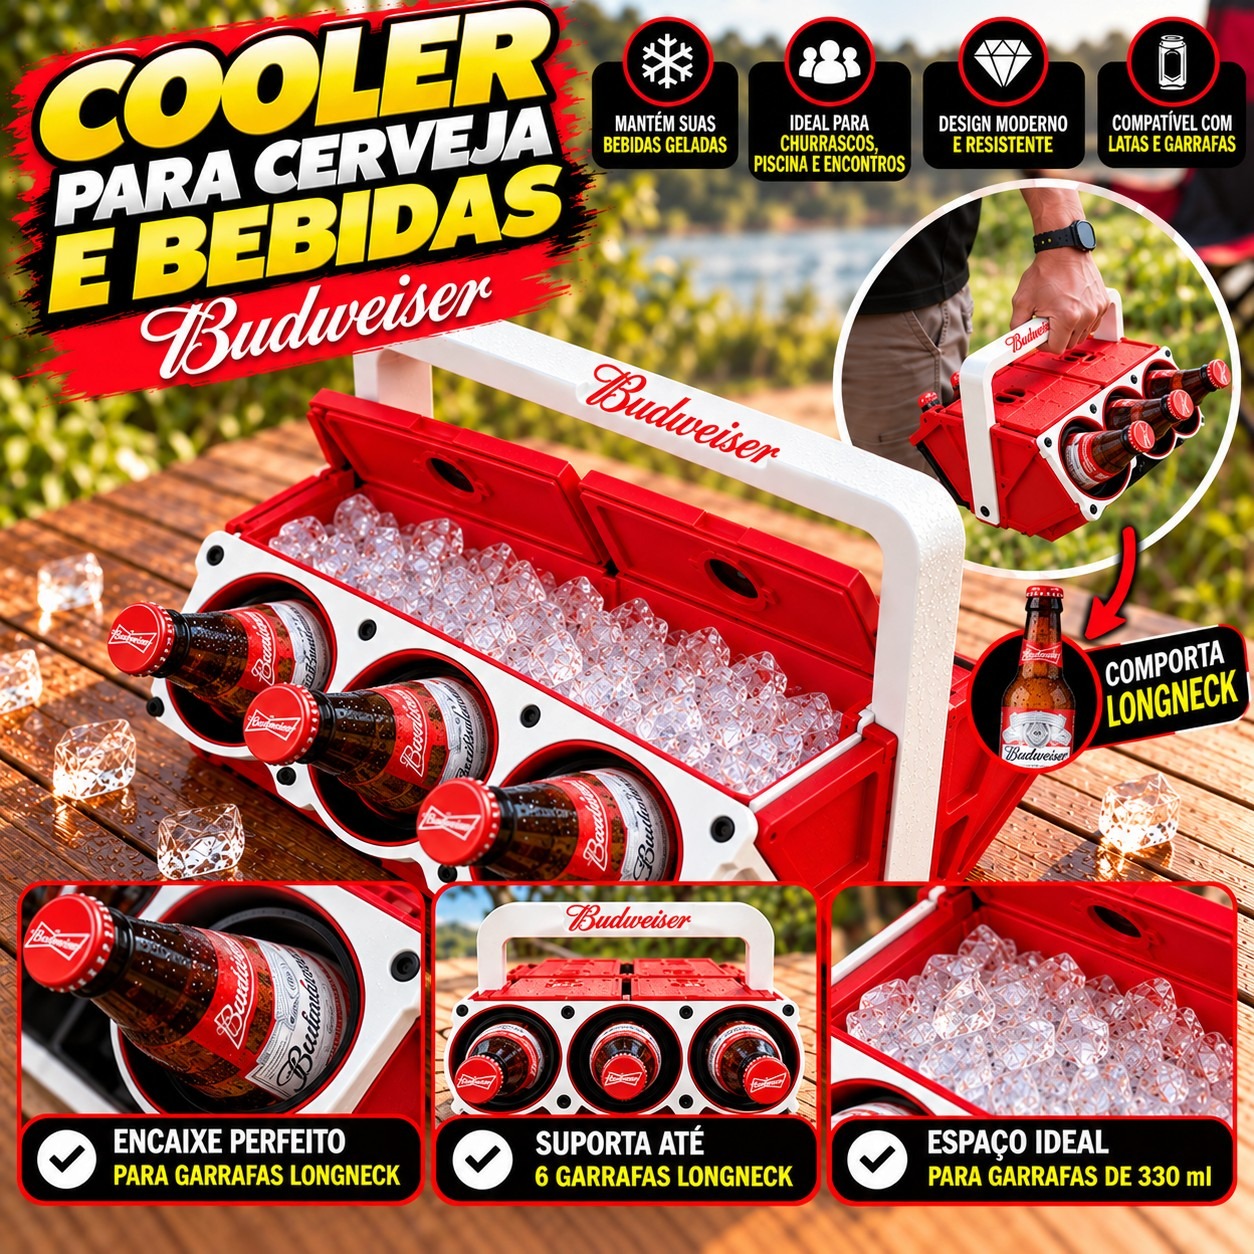 COOLER
PARA CERVEJA
E BEBIDAS
Budweiser
MANTÉM SUAS
BEBIDAS GELADAS
IDEAL PARA
CHURRASCOS,
PISCINA E ENCONTROS
DESIGN MODERNO
E RESISTENTE
COMPATÍVEL COM
LATAS E GARRAFAS
Budweiser
Budweiser
COMPORTA
LONGNECK
Budweiser
Budweiser
ENCAIXE PERFEITO
PARA GARRAFAS LONGNECK
SUPORTA ATÉ
6 GARRAFAS LONGNECK
ESPAÇO IDEAL
PARA GARRAFAS DE 330 ml